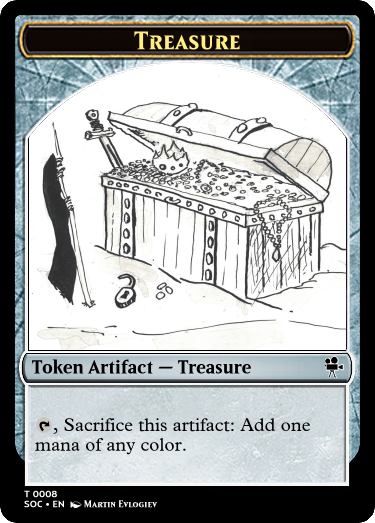 TREASURE
Token Artifact — Treasure
, Sacrifice this artifact: Add one
mana of any color.
T 0008
SOC • EN MARTIN EVLOGIEV